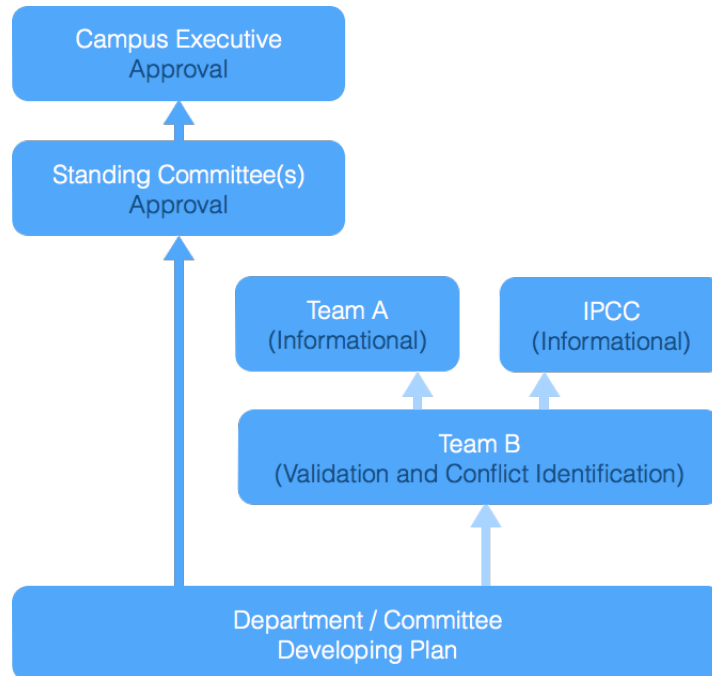 Campus Executive
Approval
Standing Committee(s)
Approval
Team A
(Informational)
IPCC
(Informational)
Team B
(Validation and Conflict Identification)
Department / Committee
Developing Plan